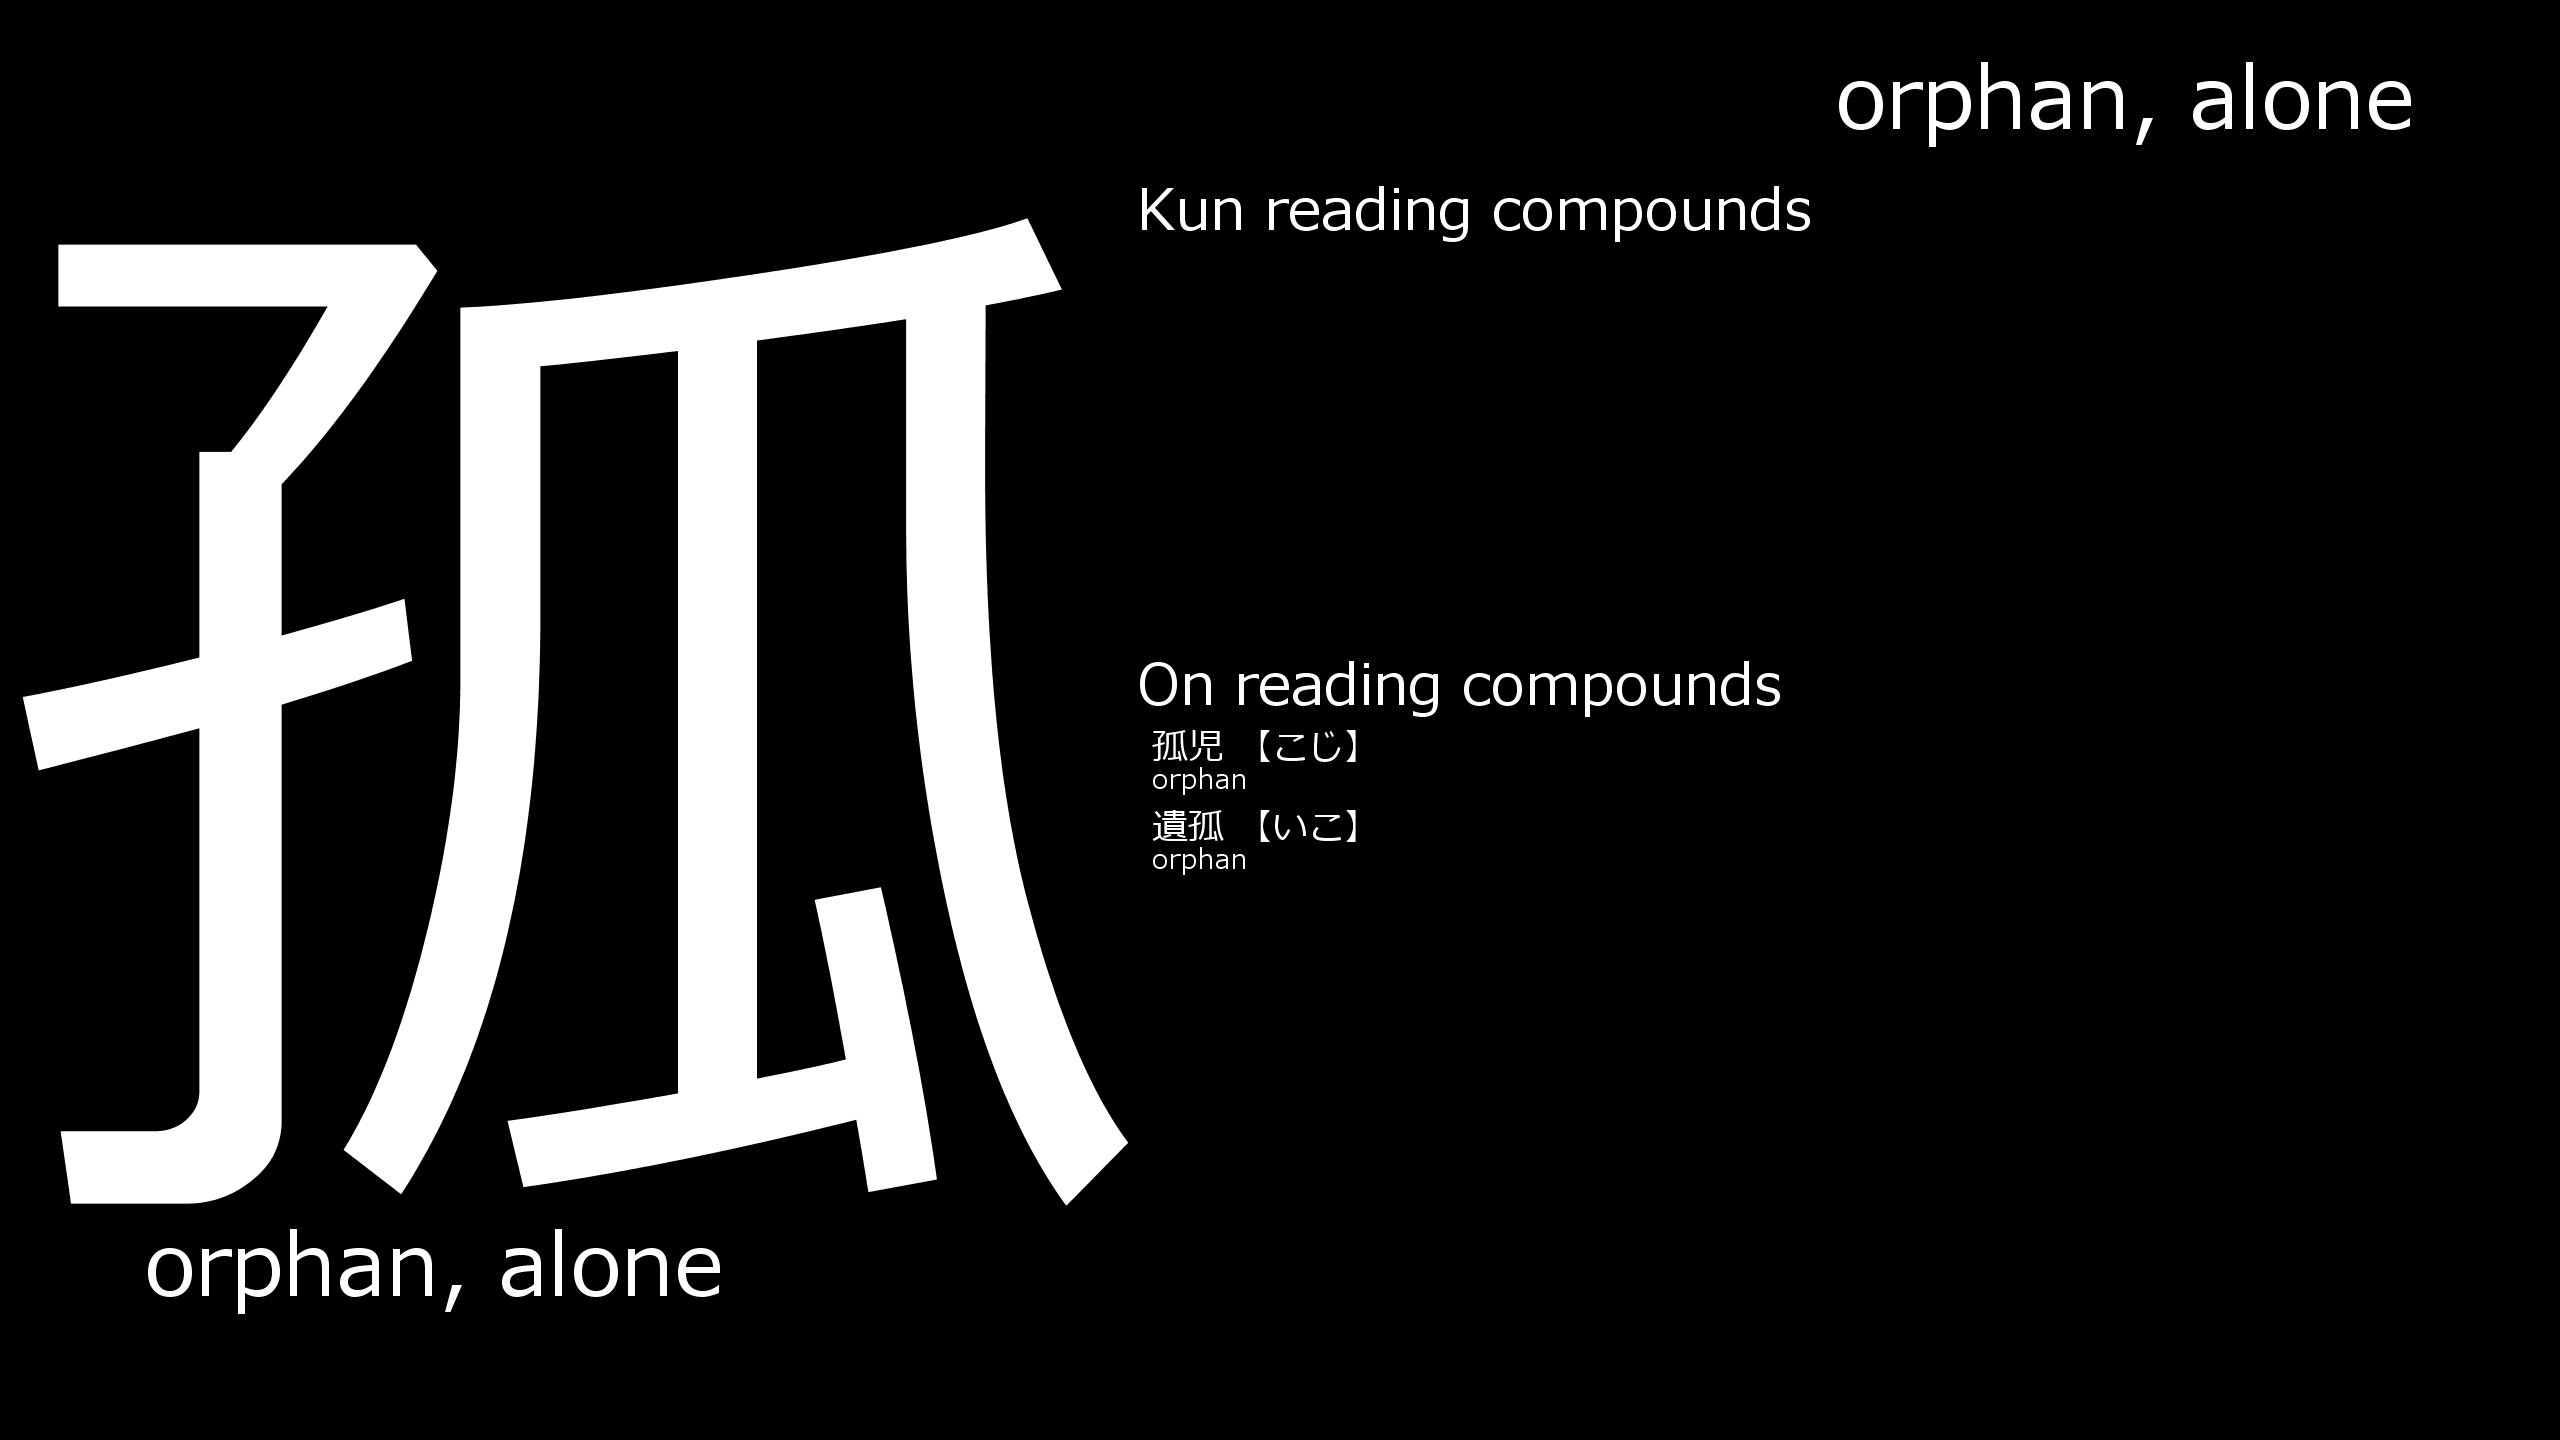 orphan, alone
Kun reading compounds
孤
On reading compounds
孤児 【こじ】
orphan
遺孤 【いこ】
orphan
orphan, alone